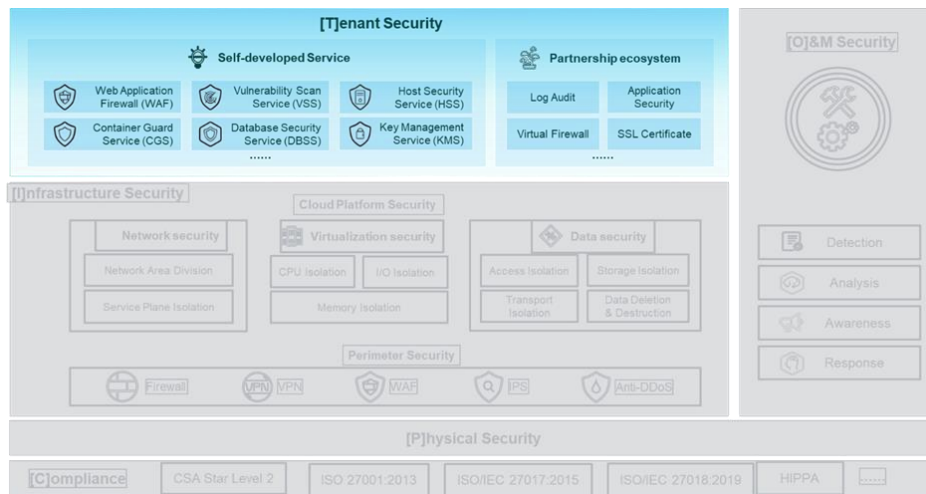 [T]enant Security
Self-developed Service
Web Application
Firewall (WAF)
Vulnerability Scan
Service (VSS)
Host Security
Service (HSS)
Container Guard
Service (CGS)
Database Security
Service (DBSS)
Key Management
Service (KMS)
......
Partnership ecosystem
Log Audit
Application
Security
Virtual Firewall
SSL Certificate
......
[O]&M Security
Detection
Analysis
Awareness
Response
[I]nfrastructure Security
Cloud Platform Security
Network security
Network Area Division
Service Plane Isolation
Virtualization security
CPU Isolation
I/O Isolation
Memory Isolation
Data security
Access Isolation
Storage Isolation
Transport
Isolation
Data Deletion
& Destruction
Perimeter Security
Firewall
VPN
VPN
WAF
IPS
Anti-DDoS
[P]hysical Security
[C]ompliance
CSA Star Level 2
ISO 27001:2013
ISO/IEC 27017:2015
ISO/IEC 27018:2019
HIPPA
......